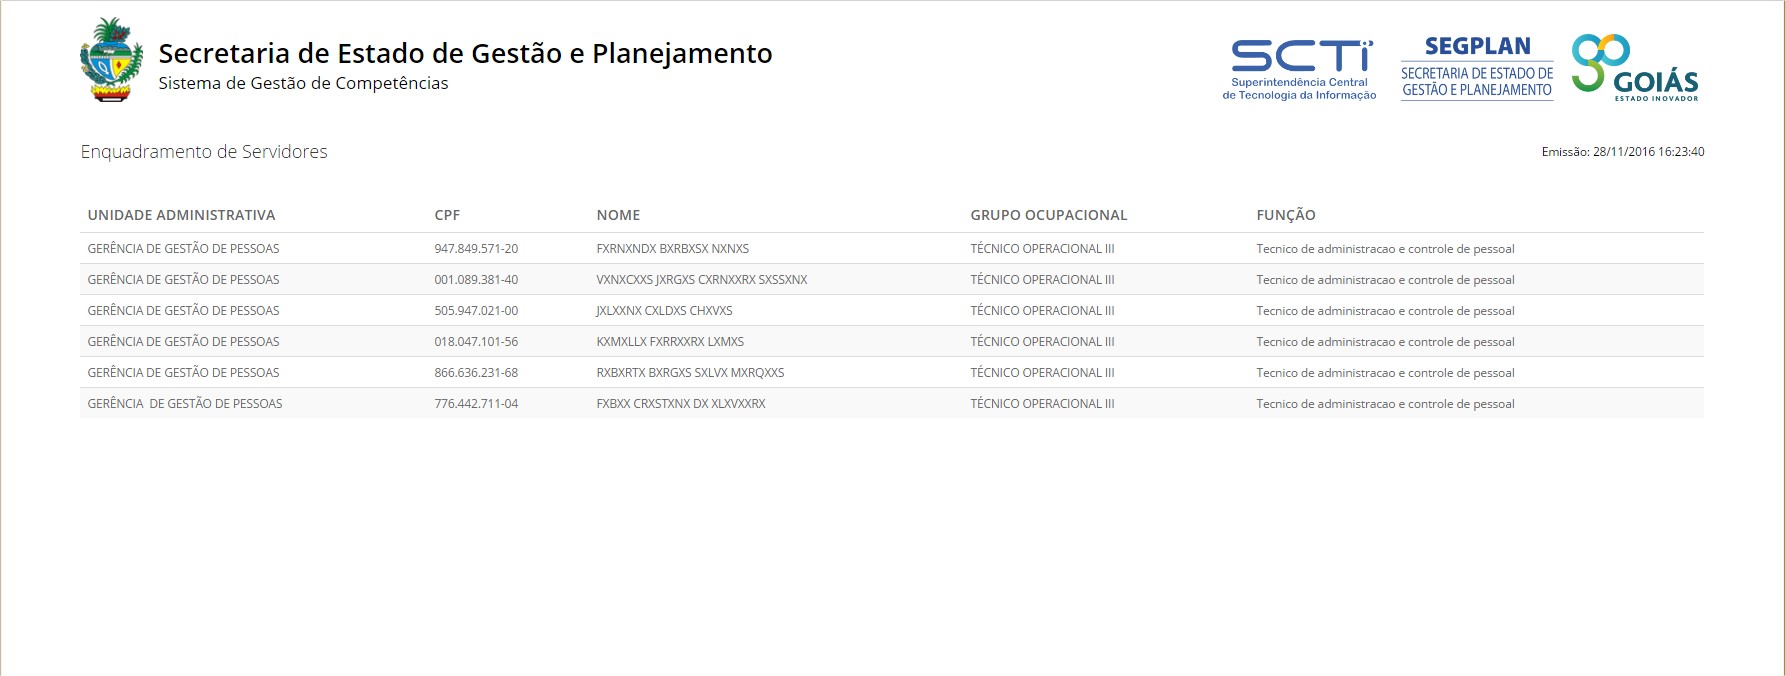 Secretaria de Estado de Gestão e Planejamento
Sistema de Gestão de Competências
SCTi
Superintendência Central
de Tecnologia da Informação
SEGPLAN
SECRETARIA DE ESTADO DE
GESTÃO E PLANEJAMENTO
GOIÁS
ESTADO INOVADOR
Enquadramento de Servidores
Emissão: 28/11/2016 16:23:40
UNIDADE ADMINISTRATIVA CPF NOME GRUPO OCUPACIONAL FUNÇÃO
GERÊNCIA DE GESTÃO DE PESSOAS 947.849.571-20 FXRNXNDX BXRBXSX NXNXS TÉCNICO OPERACIONAL III Tecnico de administracao e controle de pessoal
GERÊNCIA DE GESTÃO DE PESSOAS 001.089.381-40 VXNXCXXS JXRGXS CXRNXXRX SXSSXNX TÉCNICO OPERACIONAL III Tecnico de administracao e controle de pessoal
GERÊNCIA DE GESTÃO DE PESSOAS 505.947.021-00 JXLXXNX CXLDXS CHXVXS TÉCNICO OPERACIONAL III Tecnico de administracao e controle de pessoal
GERÊNCIA DE GESTÃO DE PESSOAS 018.047.101-56 KXMXLLX FXRRXXRX LXMXS TÉCNICO OPERACIONAL III Tecnico de administracao e controle de pessoal
GERÊNCIA DE GESTÃO DE PESSOAS 866.636.231-68 RXBXRTX BXRGXS SXLVX MXRQXXS TÉCNICO OPERACIONAL III Tecnico de administracao e controle de pessoal
GERÊNCIA  DE GESTÃO DE PESSOAS 776.442.711-04 FXBXX CRXSTXNX DX XLXVXXRX TÉCNICO OPERACIONAL III Tecnico de administracao e controle de pessoal